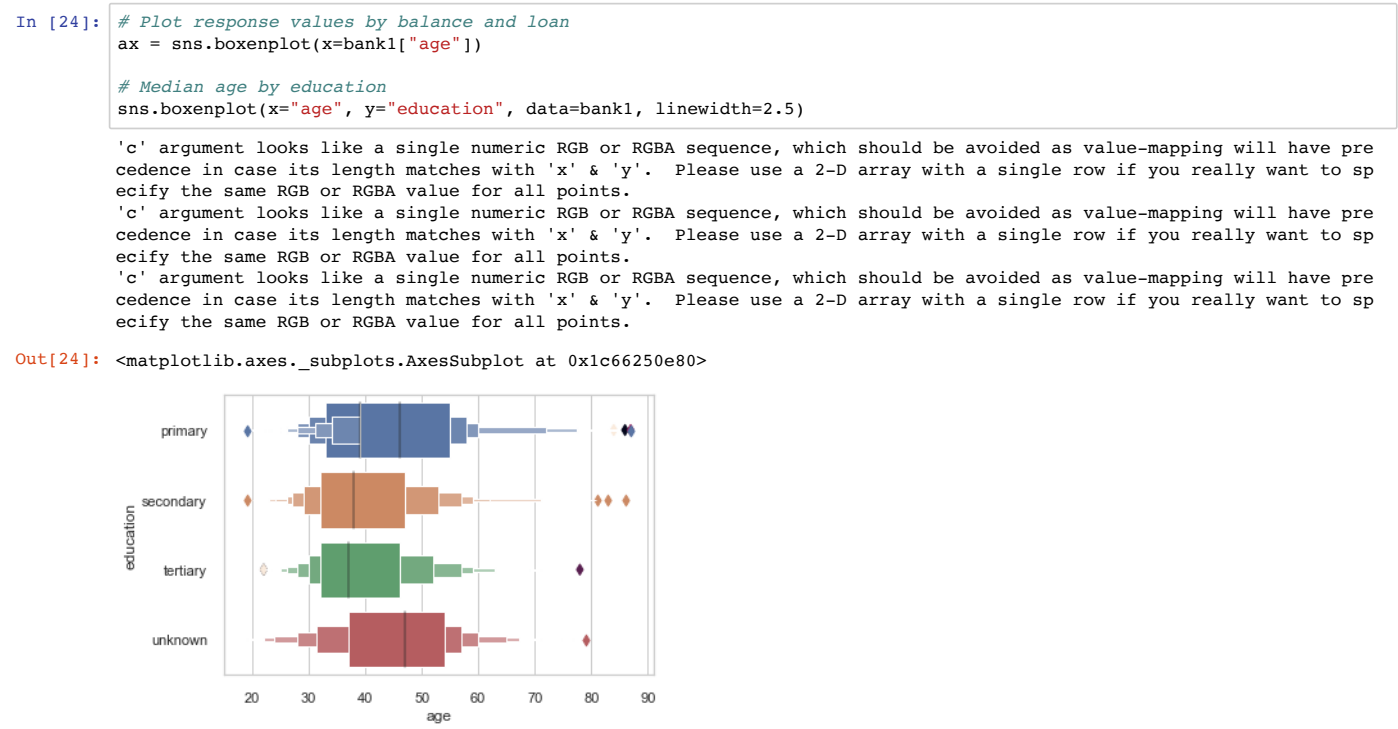 In [24]: # Plot response values by balance and loan
ax = sns.boxenplot(x=bank1["age"])
# Median age by education
sns.boxenplot(x="age", y="education", data=bank1, linewidth=2.5)
'c' argument looks like a single numeric RGB or RGBA sequence, which should be avoided as value-mapping will have pre
cedence in case its length matches with 'x' & 'y'.  Please use a 2-D array with a single row if you really want to sp
ecify the same RGB or RGBA value for all points.
'c' argument looks like a single numeric RGB or RGBA sequence, which should be avoided as value-mapping will have pre
cedence in case its length matches with 'x' & 'y'.  Please use a 2-D array with a single row if you really want to sp
ecify the same RGB or RGBA value for all points.
'c' argument looks like a single numeric RGB or RGBA sequence, which should be avoided as value-mapping will have pre
cedence in case its length matches with 'x' & 'y'.  Please use a 2-D array with a single row if you really want to sp
ecify the same RGB or RGBA value for all points.
Out[24]: <matplotlib.axes._subplots.AxesSubplot at 0x1c66250e80>
education
primary
secondary
tertiary
unknown
20 30 40 50 60 70 80 90
age